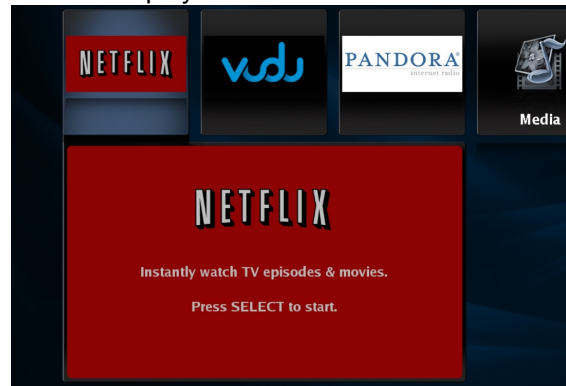 NETFLIX
vudu
PANDORA
internet radio
Media
NETFLIX
Instantly watch TV episodes & movies.
Press SELECT to start.